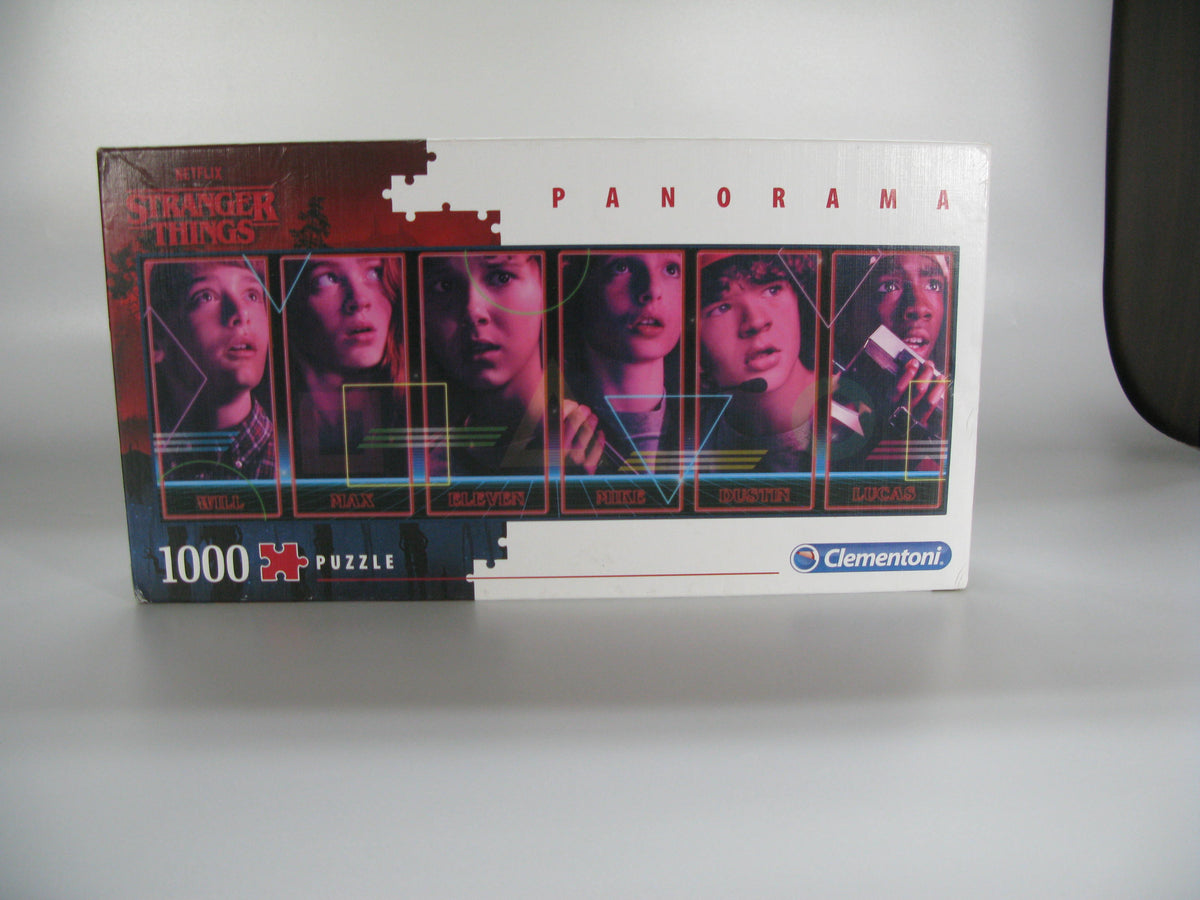 NETFLIX
STRANGER
THINGS
PANORAMA
WILL MAX ELEVEN MIKE DUSTIN LUCAS
1000 PUZZLE
Clementoni®